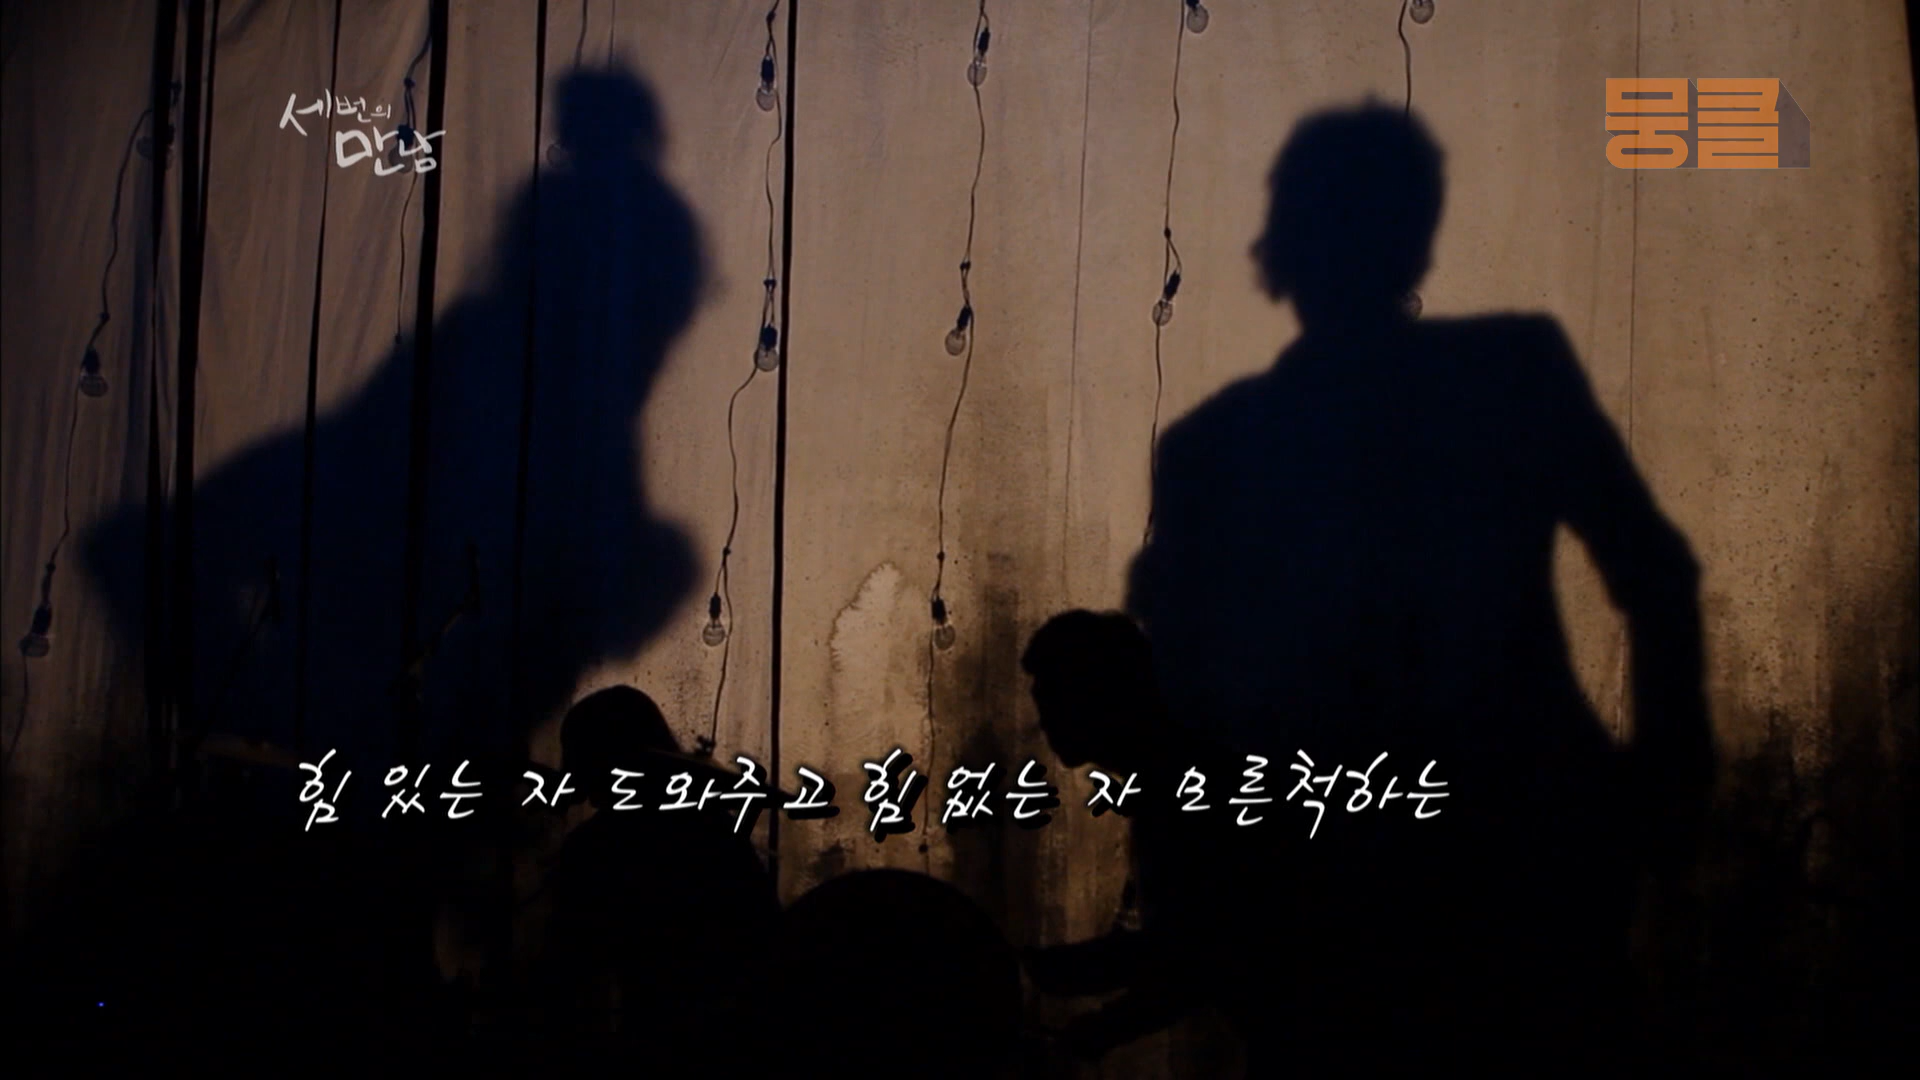 세번의
만남
뭉클
힘 있는 자 도와주고 힘 없는 자 모른척하는